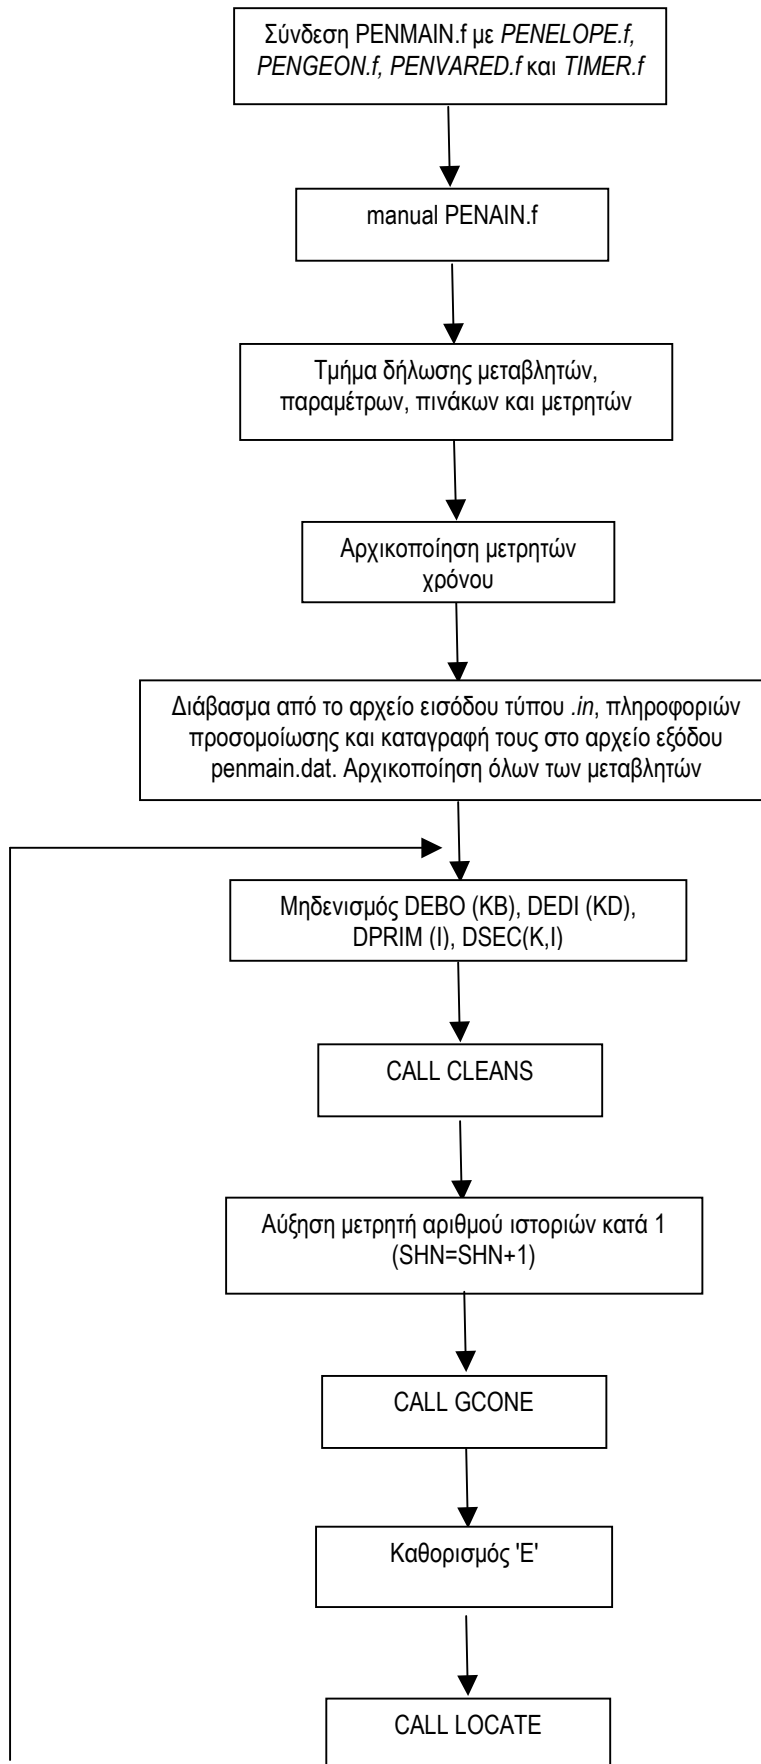 Σύνδεση PENMAIN.f με PENELOPE.f,
PENGEON.f, PENVARED.f και TIMER.f
manual PENAIN.f
Τμήμα δήλωσης μεταβλητών,
παραμέτρων, πινάκων και μετρητών
Αρχικοποίηση μετρητών
χρόνου
Διάβασμα από το αρχείο εισόδου τύπου .in, πληροφοριών
προσομοίωσης και καταγραφή τους στο αρχείο εξόδου
penmain.dat. Αρχικοποίηση όλων των μεταβλητών
Μηδενισμός DEBO (KB), DEDI (KD),
DPRIM (I), DSEC(K,I)
CALL CLEANS
Αύξηση μετρητή αριθμού ιστοριών κατά 1
(SHN=SHN+1)
CALL GCONE
Καθορισμός 'Ε'
CALL LOCATE